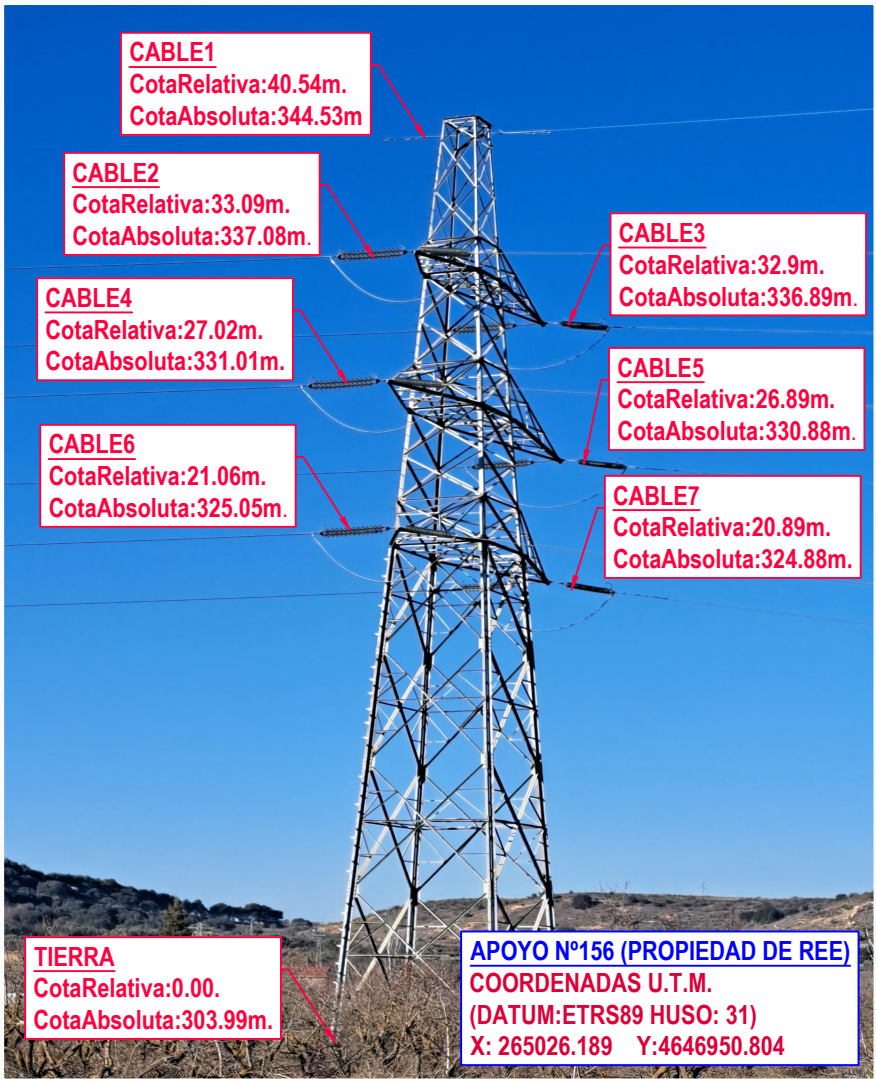 CABLE1
CotaRelativa:40.54m.
CotaAbsoluta:344.53m
CABLE2
CotaRelativa:33.09m.
CotaAbsoluta:337.08m.
CABLE3
CotaRelativa:32.9m.
CotaAbsoluta:336.89m.
CABLE4
CotaRelativa:27.02m.
CotaAbsoluta:331.01m.
CABLE5
CotaRelativa:26.89m.
CotaAbsoluta:330.88m.
CABLE6
CotaRelativa:21.06m.
CotaAbsoluta:325.05m.
CABLE7
CotaRelativa:20.89m.
CotaAbsoluta:324.88m.
TIERRA
CotaRelativa:0.00.
CotaAbsoluta:303.99m.
APOYO Nº156 (PROPIEDAD DE REE)
COORDENADAS U.T.M.
(DATUM:ETRS89 HUSO: 31)
X: 265026.189 Y:4646950.804